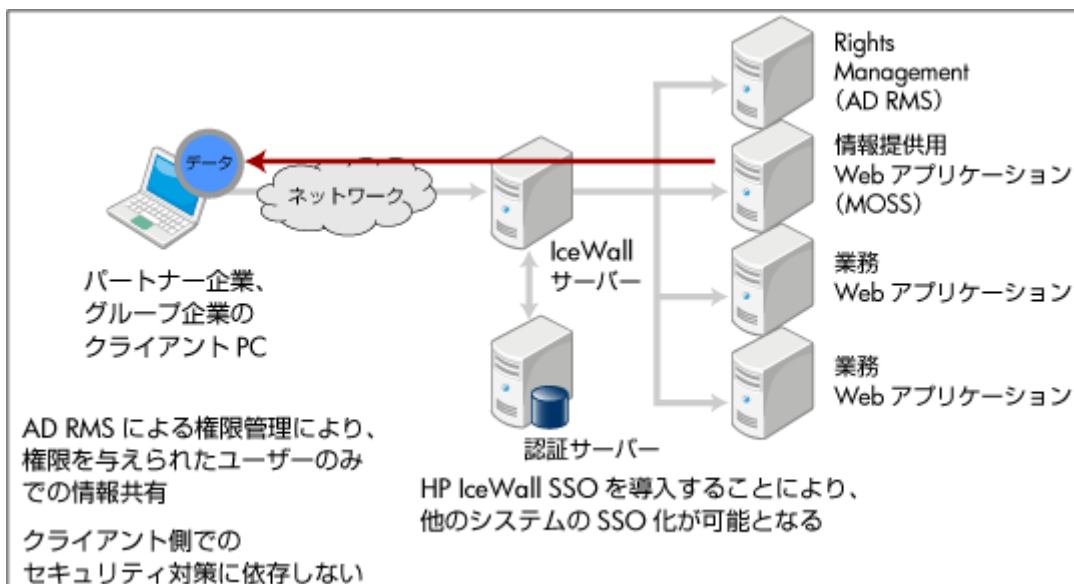 データ
ネットワーク
パートナー企業、
グループ企業の
クライアント PC
IceWall
サーバー
認証サーバー
Rights
Management
(AD RMS)
情報提供用
Web アプリケーション
(MOSS)
業務
Web アプリケーション
業務
Web アプリケーション
AD RMS による権限管理により、
権限を与えられたユーザーのみ
での情報共有
クライアント側での
セキュリティ対策に依存しない
HP IceWall SSO を導入することにより、
他のシステムの SSO 化が可能となる